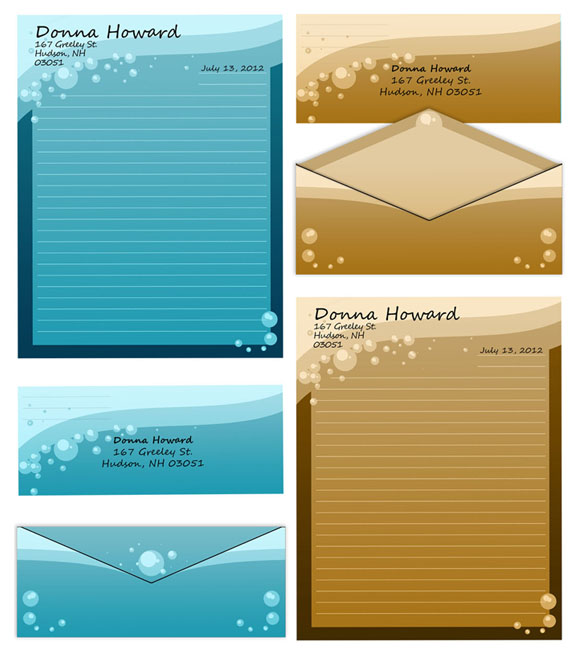 Donna Howard
167 Greeley St.
Hudson, NH
03051
July 13, 2012
Donna Howard
167 Greeley St.
Hudson, NH 03051
Donna Howard
167 Greeley St.
Hudson, NH
03051
July 13, 2012
Donna Howard
167 Greeley St.
Hudson, NH 03051